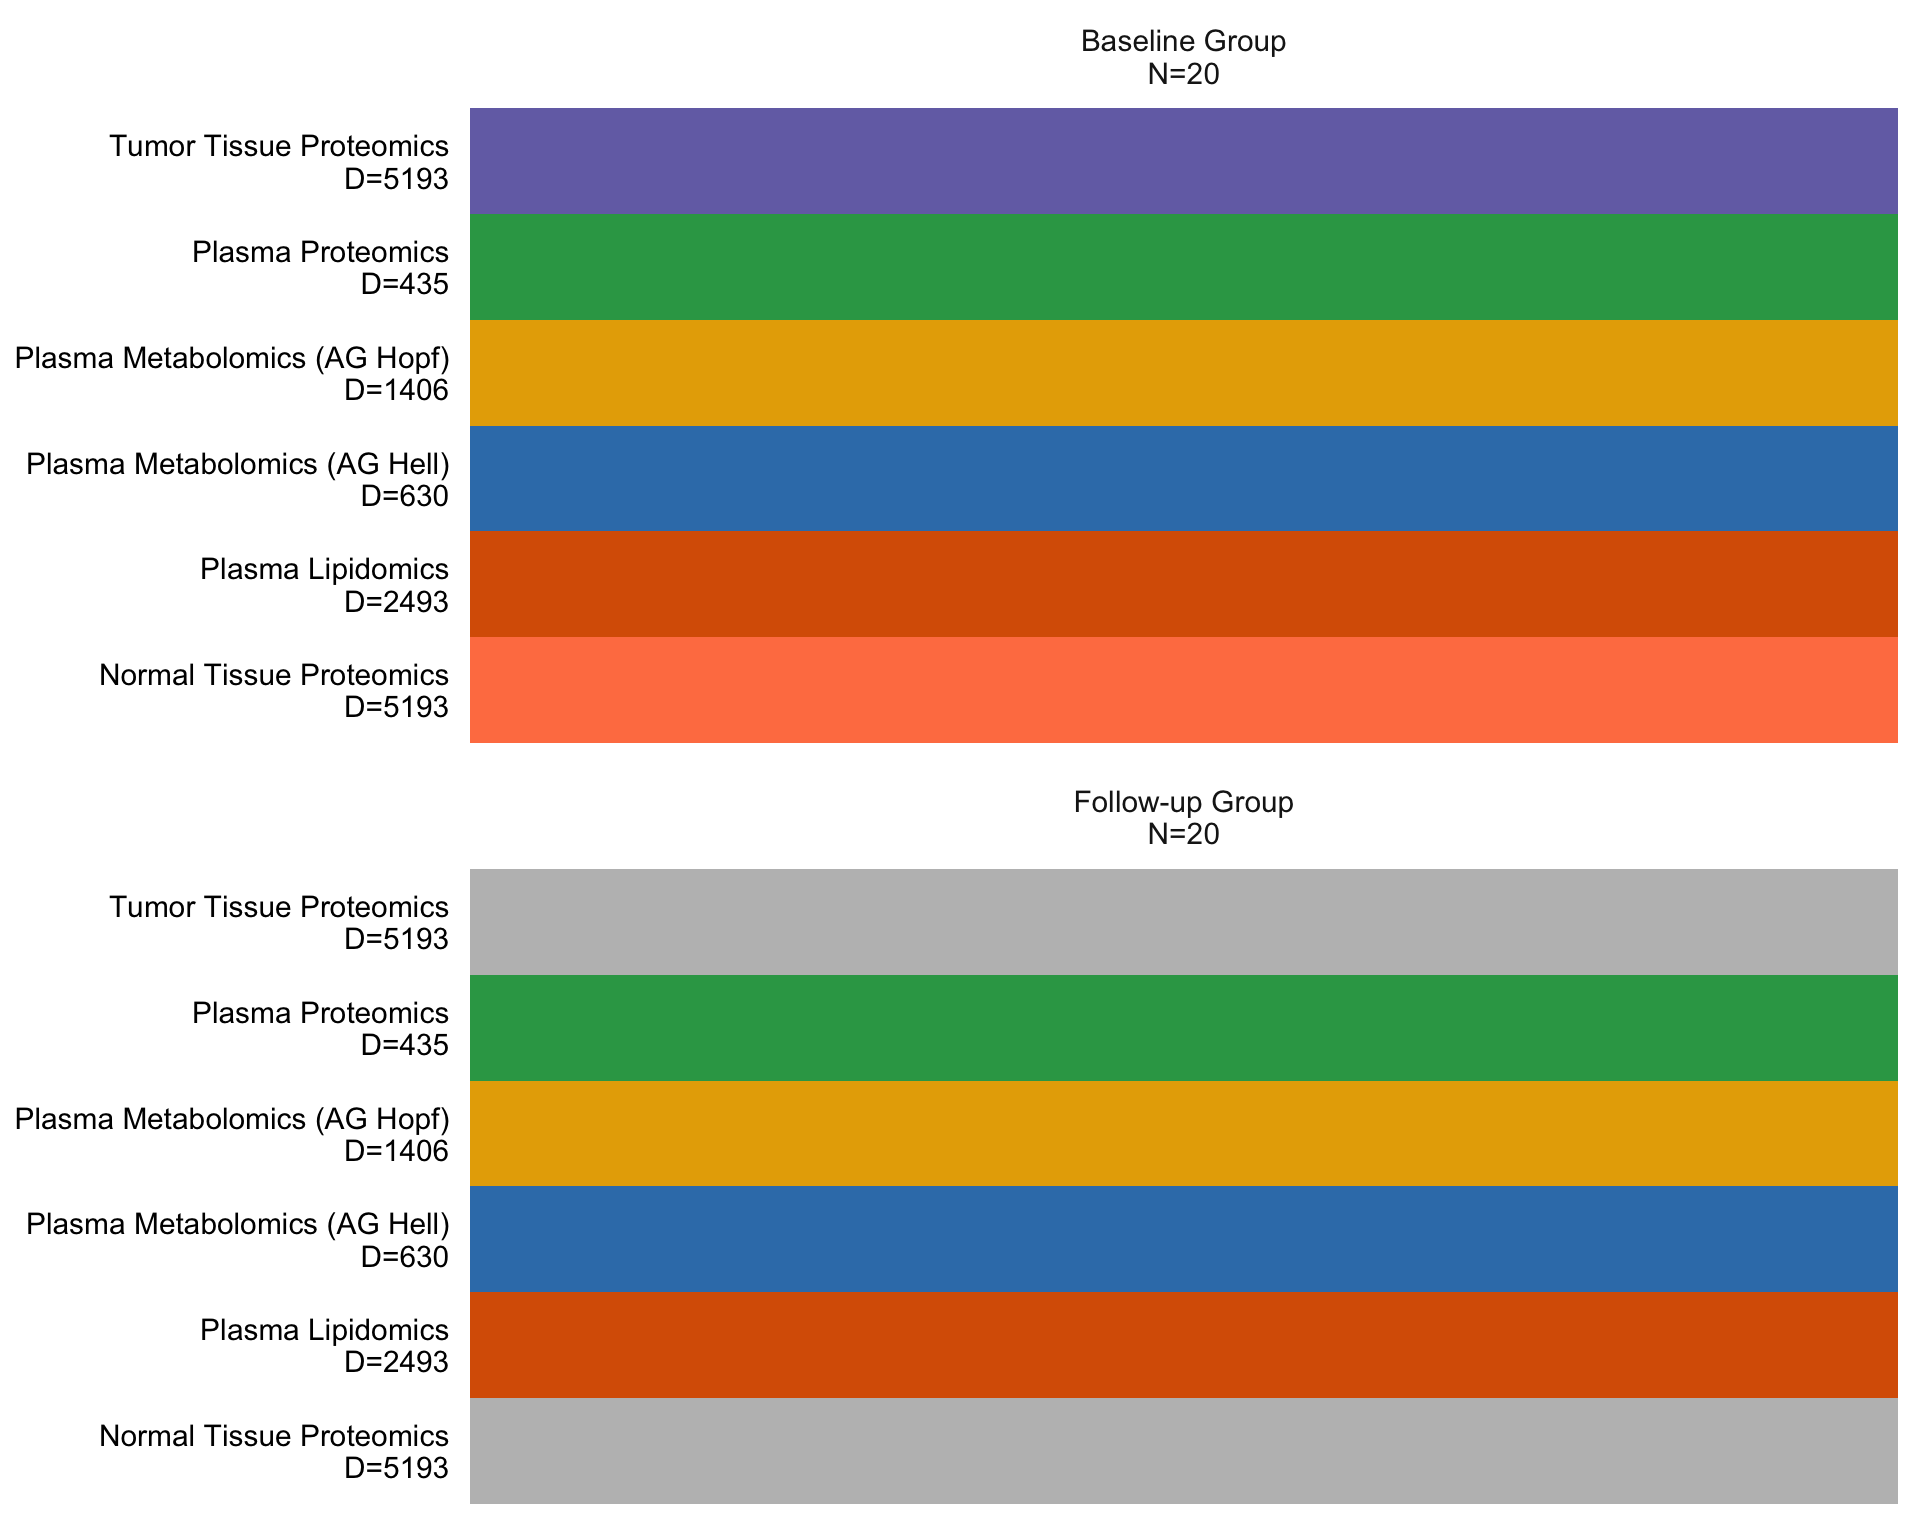 Baseline Group
N=20
Tumor Tissue Proteomics
D=5193
Plasma Proteomics
D=435
Plasma Metabolomics (AG Hopf)
D=1406
Plasma Metabolomics (AG Hell)
D=630
Plasma Lipidomics
D=2493
Normal Tissue Proteomics
D=5193
Follow-up Group
N=20
Tumor Tissue Proteomics
D=5193
Plasma Proteomics
D=435
Plasma Metabolomics (AG Hopf)
D=1406
Plasma Metabolomics (AG Hell)
D=630
Plasma Lipidomics
D=2493
Normal Tissue Proteomics
D=5193